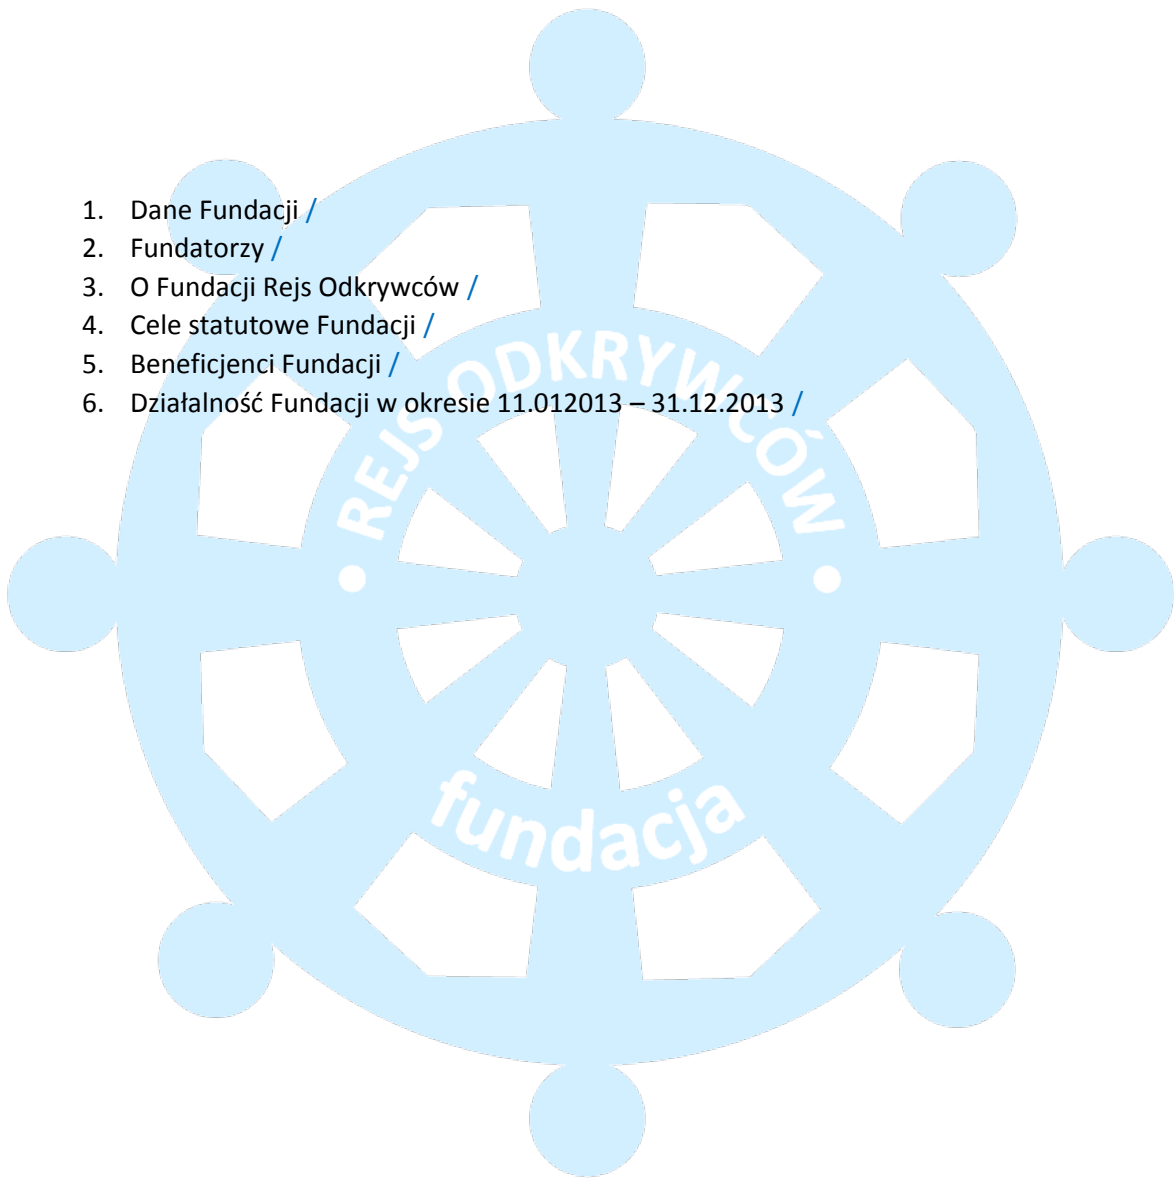 1. Dane Fundacji /
2. Fundatorzy /
3. O Fundacji Rejs Odkrywców /
4. Cele statutowe Fundacji /
5. Beneficjenci Fundacji /
6. Działalność Fundacji w okresie 11.012013 – 31.12.2013 /
• REJS ODKRYWCÓW •
fundacja